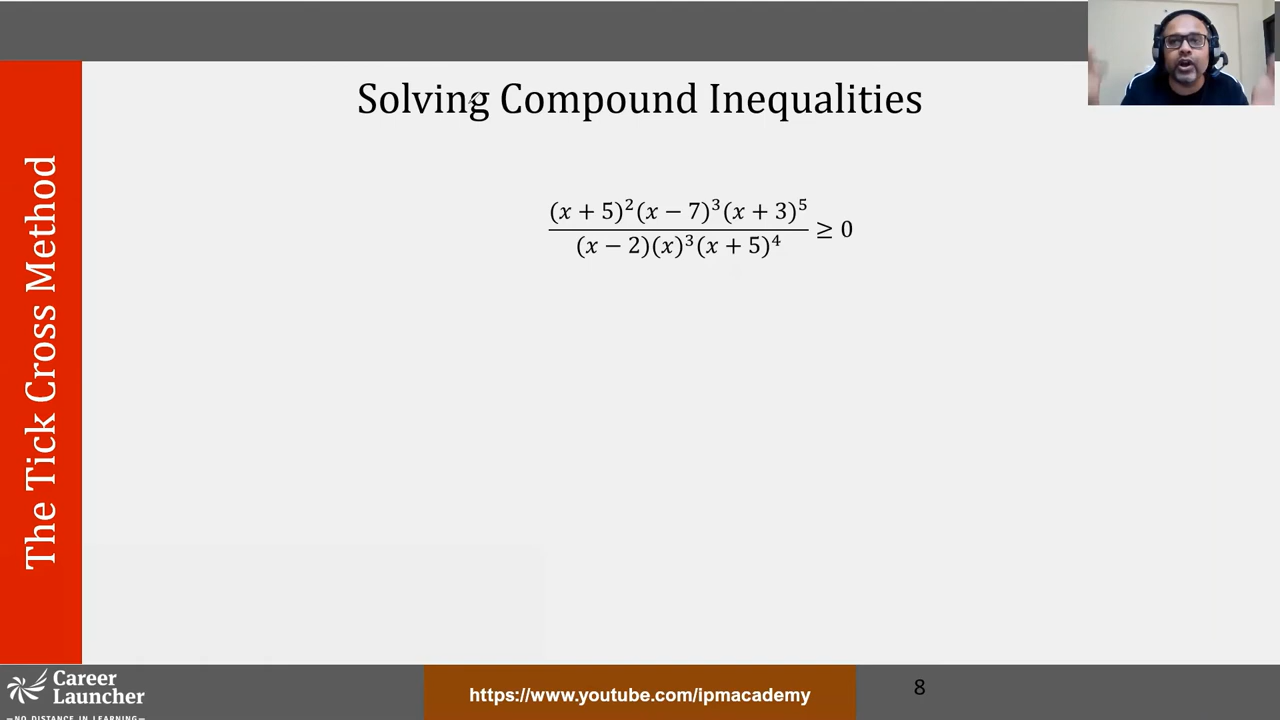 Solving Compound Inequalities
The Tick Cross Method
(x + 5)²(x − 7)³(x + 3)⁵
(x − 2)(x)³(x + 5)⁴
≥ 0
Career
Launcher
—NO DISTANCE IN LEARNING—
https://www.youtube.com/ipmacademy
8